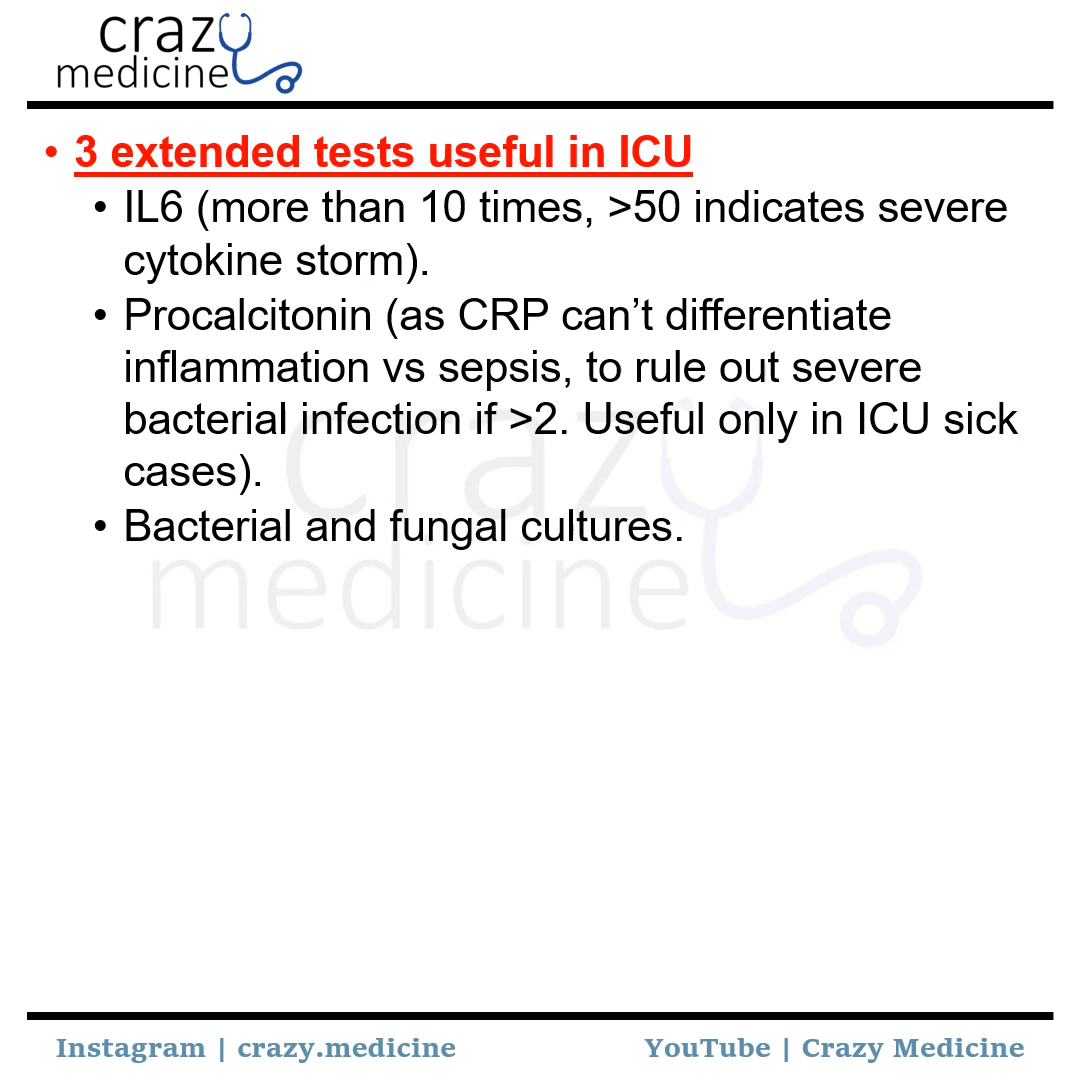 crazy
medicine
• 3 extended tests useful in ICU
• IL6 (more than 10 times, >50 indicates severe
cytokine storm).
• Procalcitonin (as CRP can’t differentiate
inflammation vs sepsis, to rule out severe
bacterial infection if >2. Useful only in ICU sick
cases).
• Bacterial and fungal cultures.
crazy
medicine
Instagram | crazy.medicine
YouTube | Crazy Medicine